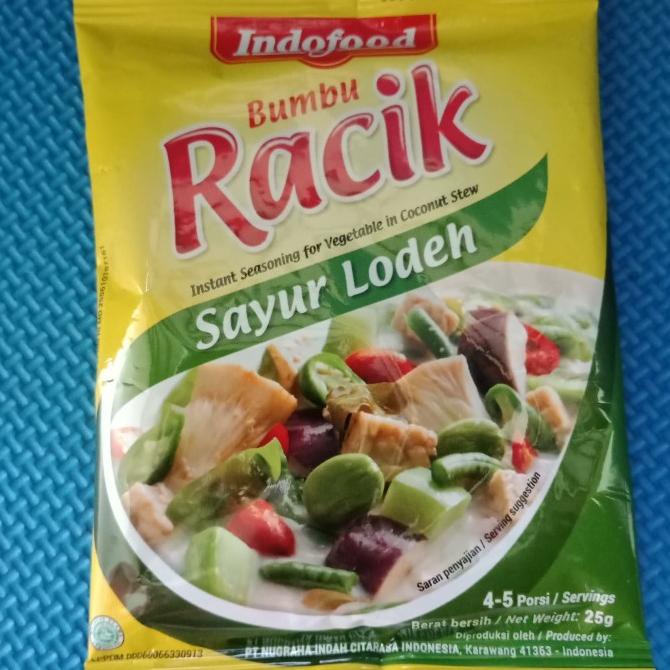 Indofood
Bumbu
Racik
Instant Seasoning for Vegetable in Coconut Stew
Sayur Lodeh
Saran penyajian / Serving suggestion
4-5 Porsi / Servings
Berat bersih / Net Weight: 25g
Diproduksi oleh / Produced by:
PT.NUGRAHA INDAH CITARASA INDONESIA, Karawang 41363 - Indonesia